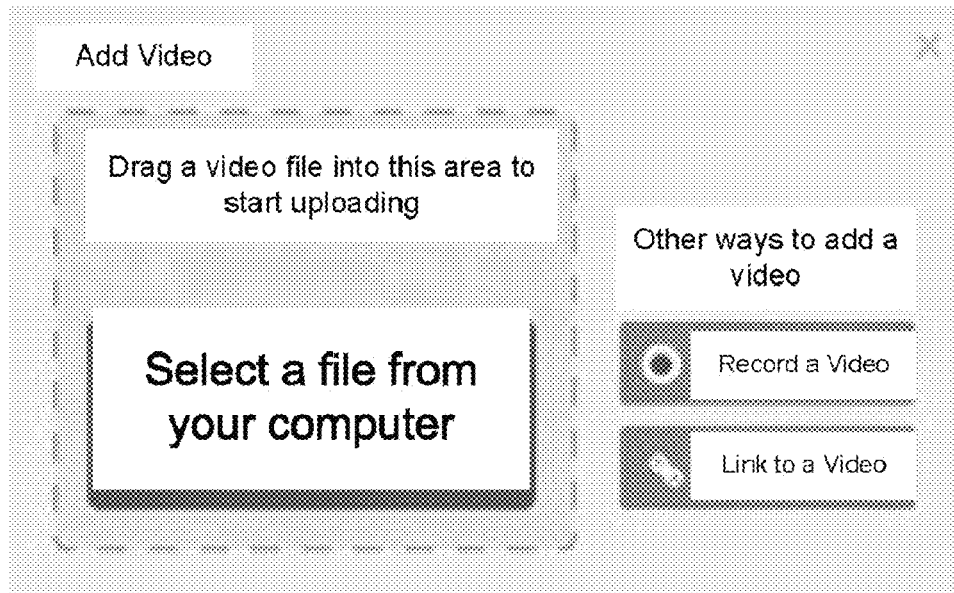 Add Video
Drag a video file into this area to
start uploading
Select a file from
your computer
Other ways to add a
video
Record a Video
Link to a Video